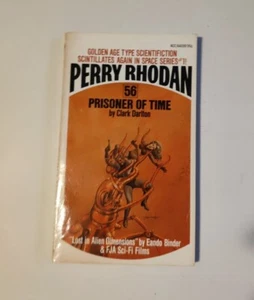 GOLDEN AGE TYPE SCIENTIFICTION
SCINTILLATES AGAIN IN SPACE SERIES
PERRY RHODAN
56
PRISONER OF TIME
by Clark Darlton
"Lost in Alien Dimensions" by Eando Binder
& FJA Sci-Fi Films